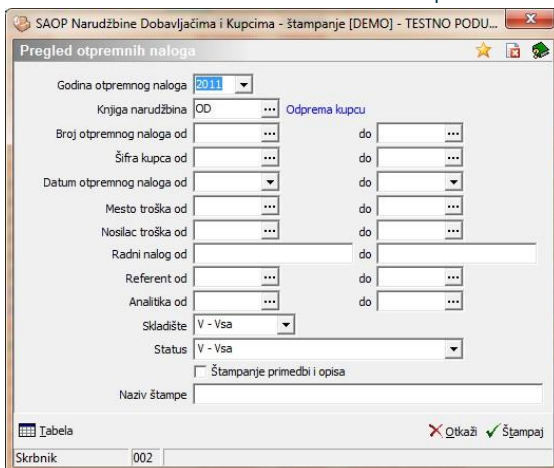 SAOP Narudžbine Dobavljačima i Kupcima - štampanje [DEMO] - TESTNO PODU...
Pregled otpremnih naloga
Godina otpremnog naloga 2011
Knjiga narudžbina OD ... Odprema kupcu
Broj otpremnog naloga od ... do ...
Šifra kupca od ... do ...
Datum otpremnog naloga od do
Mesto troška od ... do ...
Nosilac troška od ... do ...
Radni nalog od do
Referent od ... do ...
Analitika od ... do ...
Skladište V - Vsa
Status V - Vsa
Štampanje primedbi i opisa
Naziv štampe
Tabela Otkaži Štampaj
Skrbnik 002